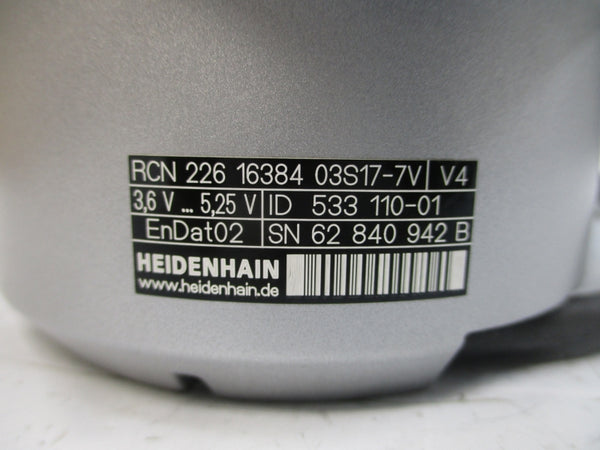 RCN 226 16384 03S17-7V V4
3,6 V ... 5,25 V ID 533 110-01
EnDat02 SN 62 840 942 B
HEIDENHAIN
www.heidenhain.de